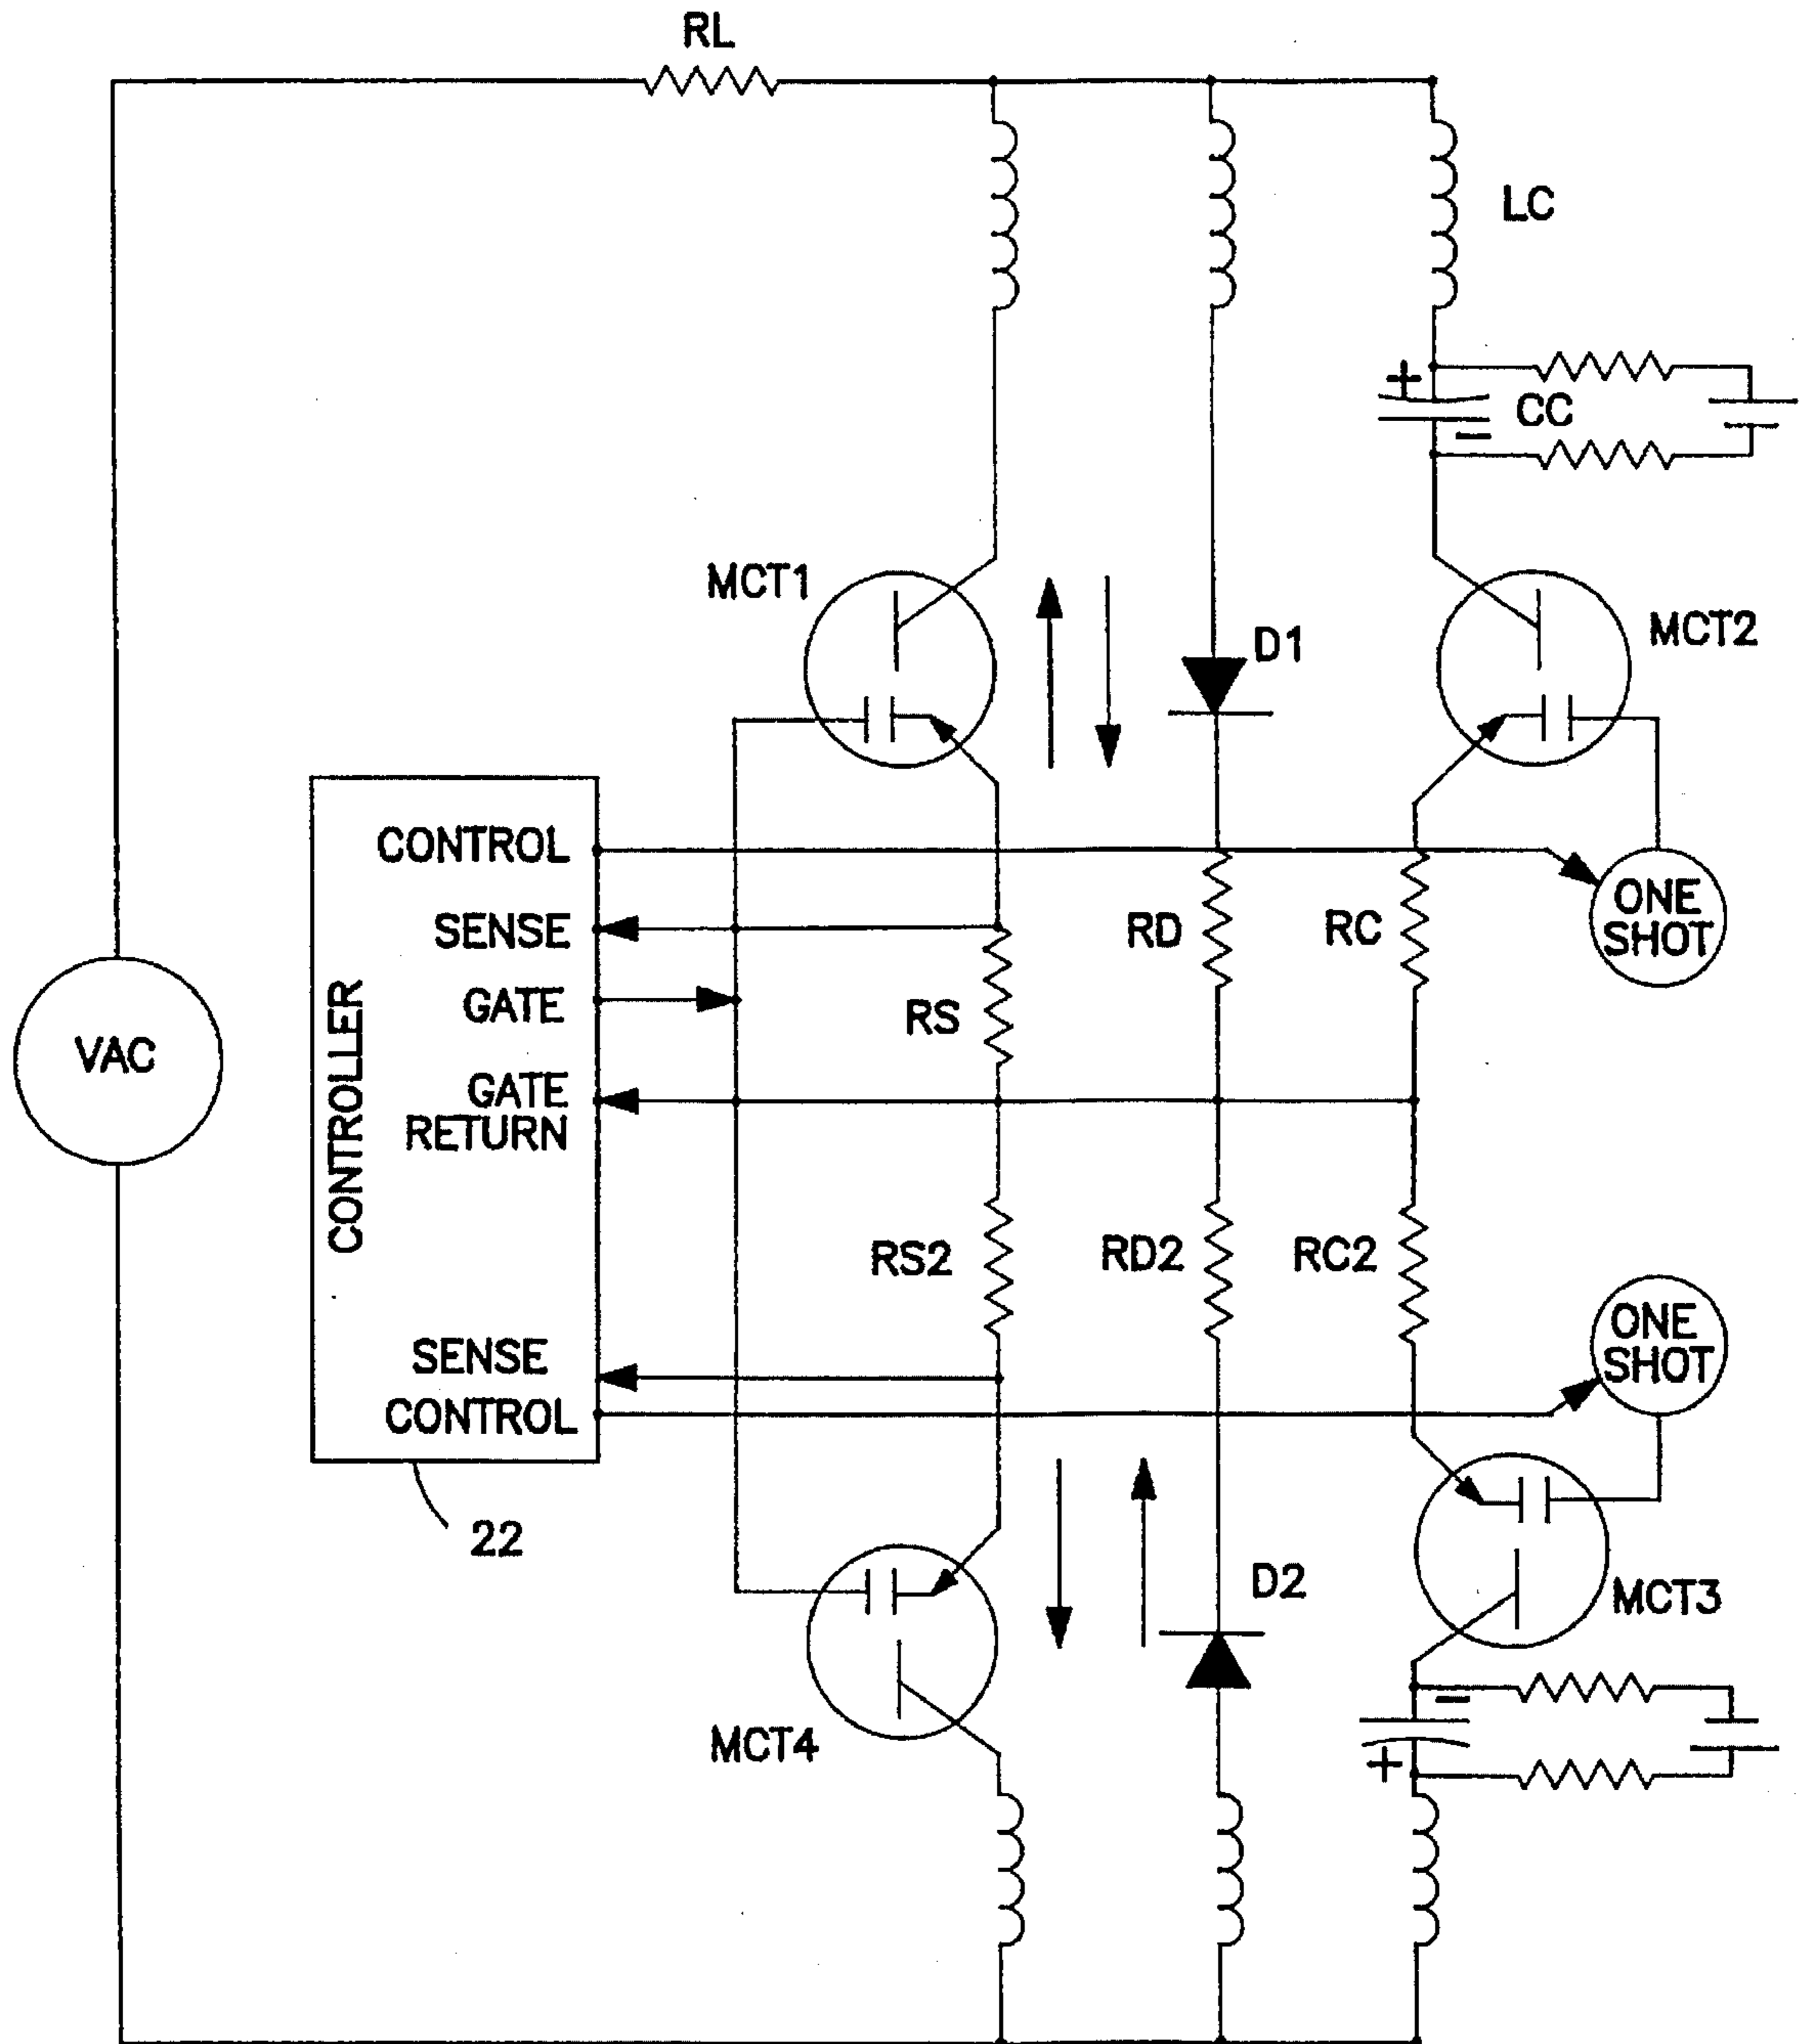 RL
LC
+
CC
−
MCT1
MCT2
D1
CONTROL
ONE
SHOT
SENSE
RD
RC
GATE
RS
VAC
CONTROLLER
GATE
RETURN
RS2
RD2
RC2
ONE
SHOT
SENSE
CONTROL
22
D2
MCT3
MCT4
−
+